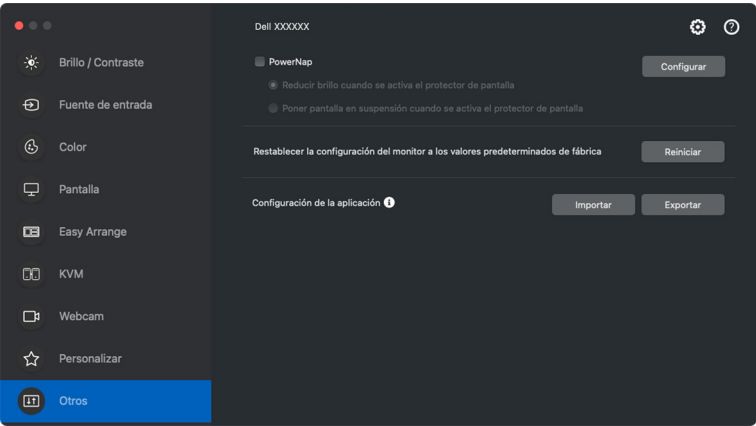 Dell XXXXXX
Brillo / Contraste
Fuente de entrada
Color
Pantalla
Easy Arrange
KVM
Webcam
Personalizar
Otros
PowerNap
Configurar
Reducir brillo cuando se activa el protector de pantalla
Poner pantalla en suspensión cuando se activa el protector de pantalla
Restablecer la configuración del monitor a los valores predeterminados de fábrica
Reiniciar
Configuración de la aplicación
Importar
Exportar